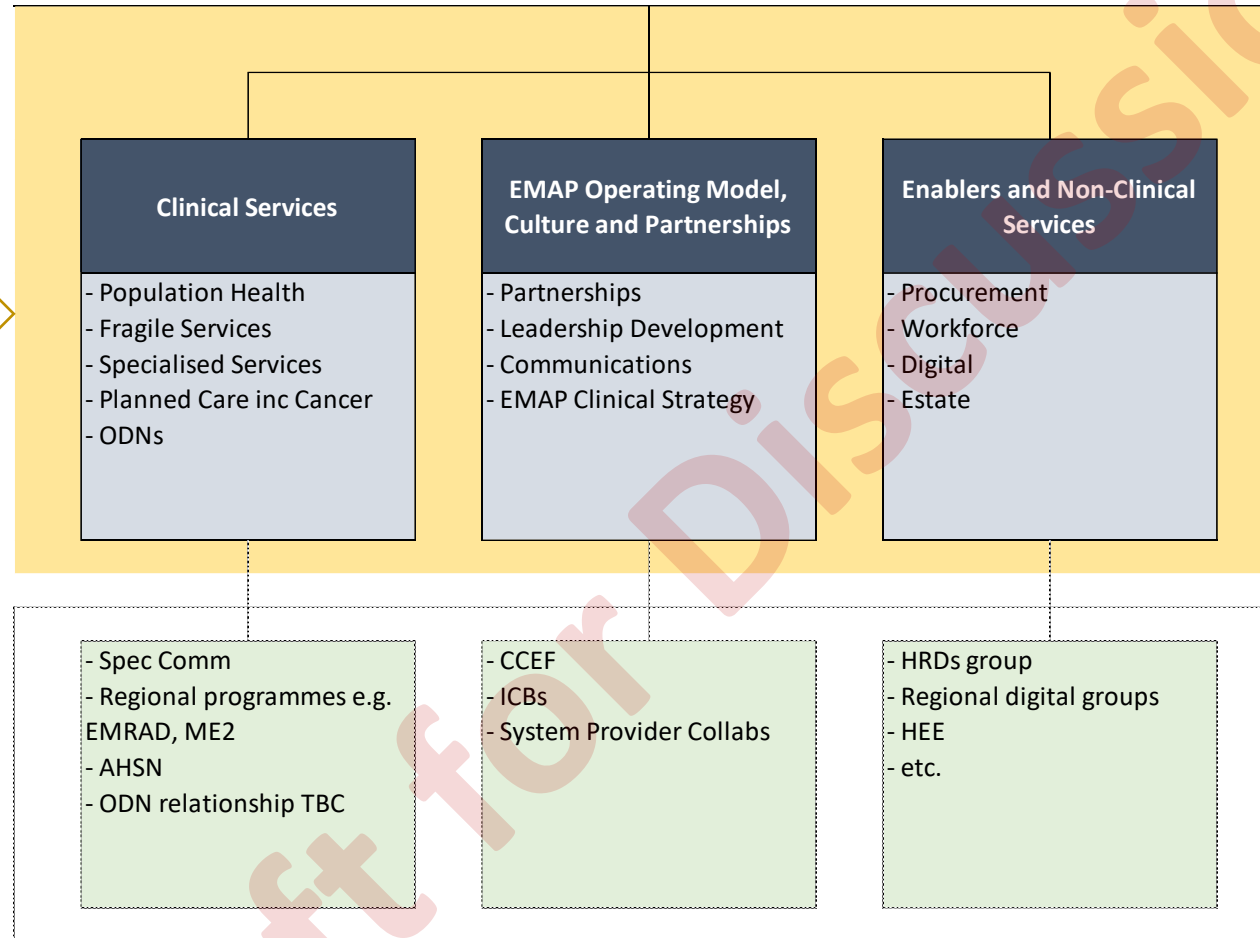 Clinical Services
- Population Health
- Fragile Services
- Specialised Services
- Planned Care inc Cancer
- ODNs
EMAP Operating Model,
Culture and Partnerships
- Partnerships
- Leadership Development
- Communications
- EMAP Clinical Strategy
Enablers and Non-Clinical
Services
- Procurement
- Workforce
- Digital
- Estate
- Spec Comm
- Regional programmes e.g.
EMRAD, ME2
- AHSN
- ODN relationship TBC
- CCEF
- ICBs
- System Provider Collabs
- HRDs group
- Regional digital groups
- HEE
- etc.
ft for Discussio